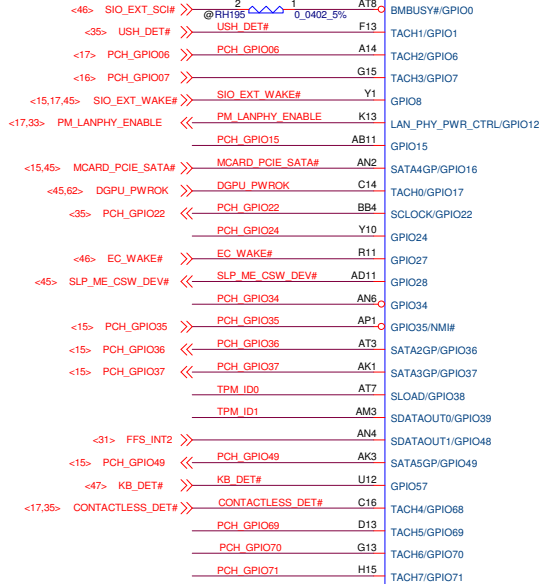 <46> SIO_EXT_SCI# 2 1 AT8 BMBUSY#/GPIO0
@RH195 0_0402_5%
<35> USH_DET# USH_DET# F13 TACH1/GPIO1
<17> PCH_GPIO06 PCH_GPIO06 A14 TACH2/GPIO6
<16> PCH_GPIO07 G15 TACH3/GPIO7
<15,17,45> SIO_EXT_WAKE# SIO_EXT_WAKE# Y1 GPIO8
<17,33> PM_LANPHY_ENABLE PM_LANPHY_ENABLE K13 LAN_PHY_PWR_CTRL/GPIO12
PCH_GPIO15 AB11 GPIO15
<15,45> MCARD_PCIE_SATA# MCARD_PCIE_SATA# AN2 SATA4GP/GPIO16
<45,62> DGPU_PWROK DGPU_PWROK C14 TACH0/GPIO17
<35> PCH_GPIO22 PCH_GPIO22 BB4 SCLOCK/GPIO22
PCH_GPIO24 Y10 GPIO24
<46> EC_WAKE# EC_WAKE# R11 GPIO27
<45> SLP_ME_CSW_DEV# SLP_ME_CSW_DEV# AD11 GPIO28
PCH_GPIO34 AN6 GPIO34
<15> PCH_GPIO35 PCH_GPIO35 AP1 GPIO35/NMI#
<15> PCH_GPIO36 PCH_GPIO36 AT3 SATA2GP/GPIO36
<15> PCH_GPIO37 PCH_GPIO37 AK1 SATA3GP/GPIO37
TPM_ID0 AT7 SLOAD/GPIO38
TPM_ID1 AM3 SDATAOUT0/GPIO39
<31> FFS_INT2 AN4 SDATAOUT1/GPIO48
<15> PCH_GPIO49 PCH_GPIO49 AK3 SATA5GP/GPIO49
<47> KB_DET# KB_DET# U12 GPIO57
<17,35> CONTACTLESS_DET# CONTACTLESS_DET# C16 TACH4/GPIO68
PCH_GPIO69 D13 TACH5/GPIO69
PCH_GPIO70 G13 TACH6/GPIO70
PCH_GPIO71 H15 TACH7/GPIO71